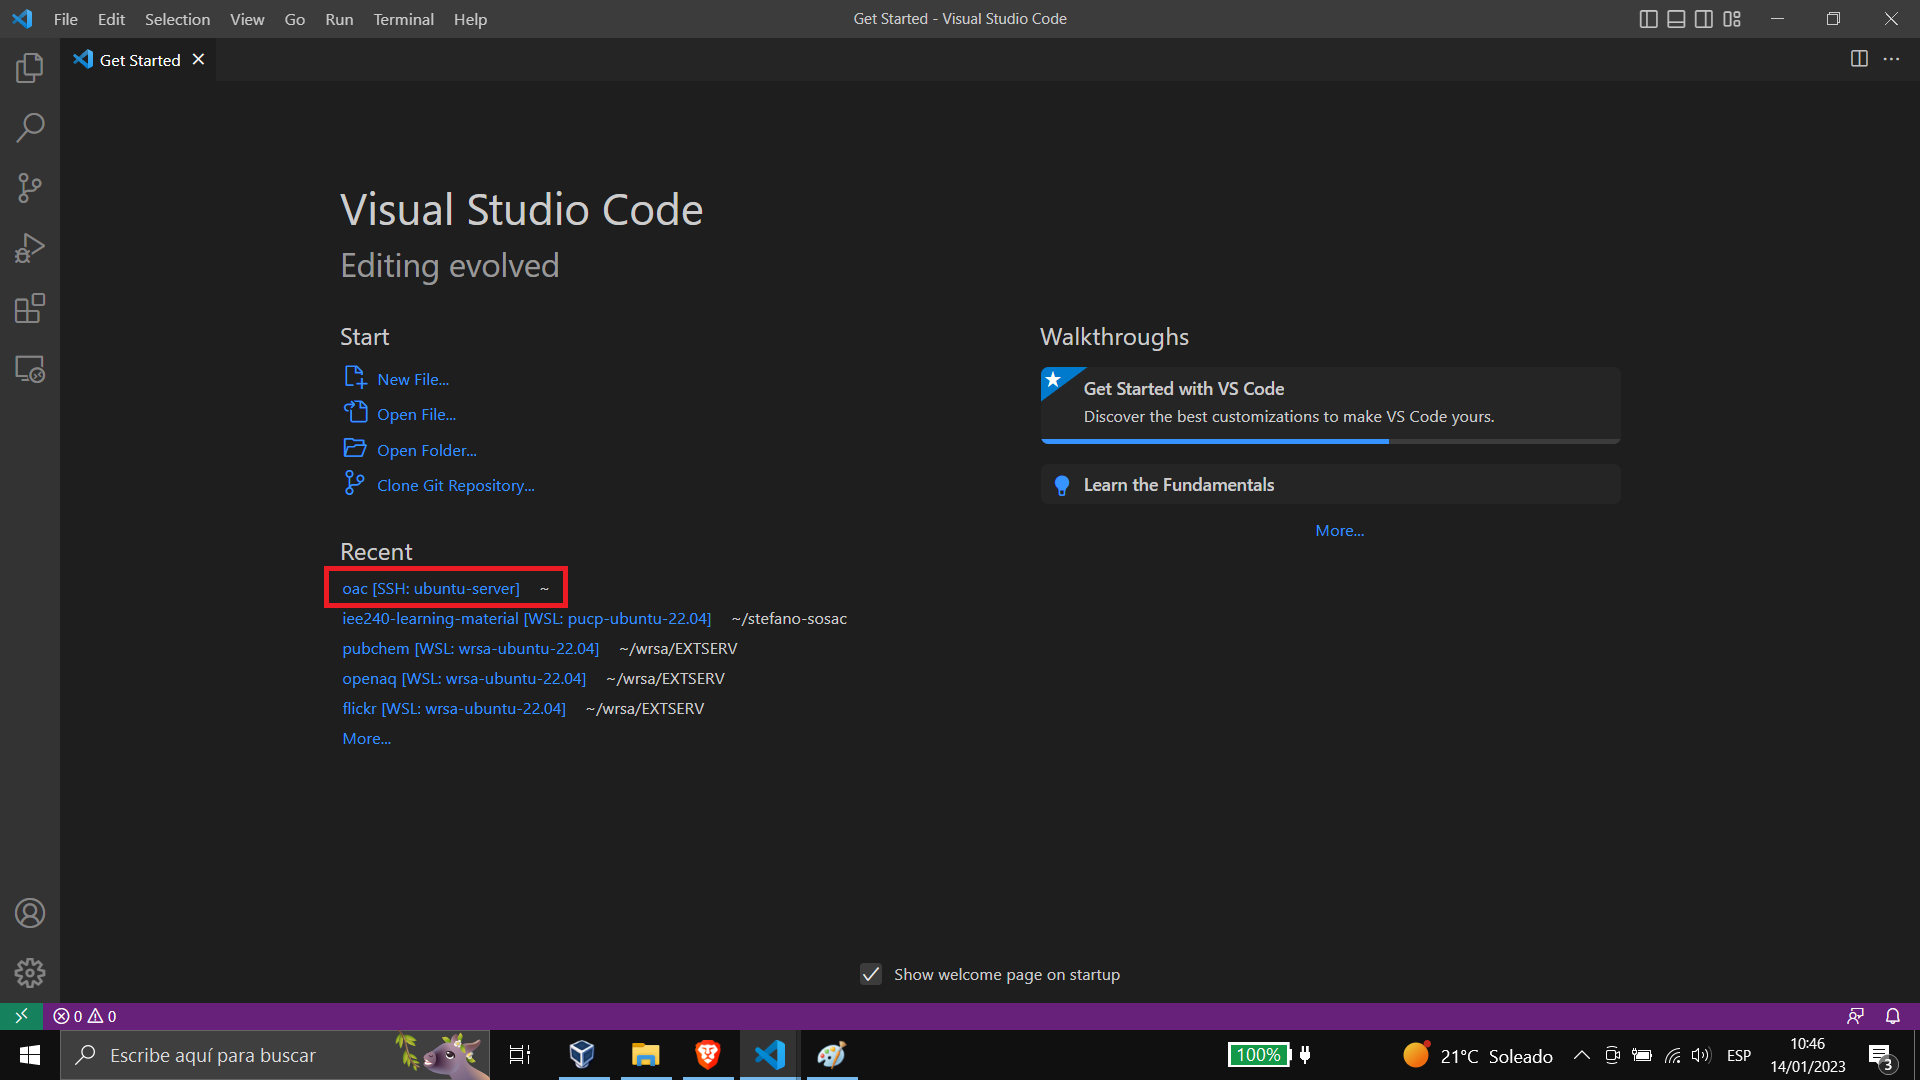 File Edit Selection View Go Run Terminal Help
Get Started - Visual Studio Code
Get Started
Visual Studio Code
Editing evolved
Start
New File...
Open File...
Open Folder...
Clone Git Repository...
Recent
oac [SSH: ubuntu-server] ~
iee240-learning-material [WSL: pucp-ubuntu-22.04] ~/stefano-sosac
pubchem [WSL: wrsa-ubuntu-22.04] ~/wrsa/EXTSERV
openaq [WSL: wrsa-ubuntu-22.04] ~/wrsa/EXTSERV
flickr [WSL: wrsa-ubuntu-22.04] ~/wrsa/EXTSERV
More...
Walkthroughs
Get Started with VS Code
Discover the best customizations to make VS Code yours.
Learn the Fundamentals
More...
Show welcome page on startup
0 0
Escribe aquí para buscar
100%
21°C Soleado
ESP
10:46
14/01/2023
3